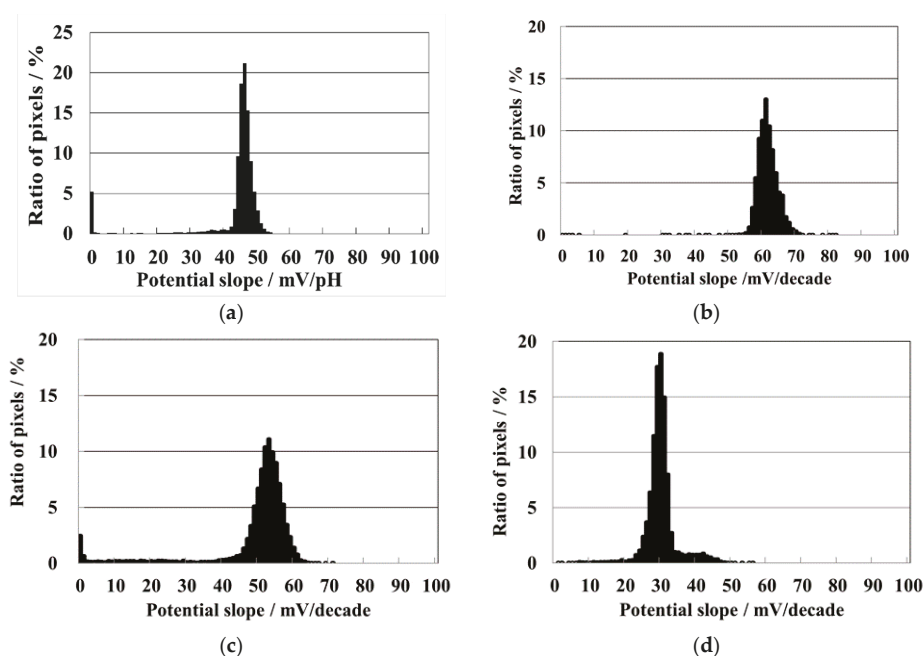 25
20
15
10
5
0
Ratio of pixels / %
0 10 20 30 40 50 60 70 80 90 100
Potential slope / mV/pH
(a)
20
15
10
5
0
Ratio of pixels / %
0 10 20 30 40 50 60 70 80 90 100
Potential slope /mV/decade
(b)
20
15
10
5
0
Ratio of pixels / %
0 10 20 30 40 50 60 70 80 90 100
Potential slope / mV/decade
(c)
20
15
10
5
0
Ratio of pixels / %
0 10 20 30 40 50 60 70 80 90 100
Potential slope / mV/decade
(d)